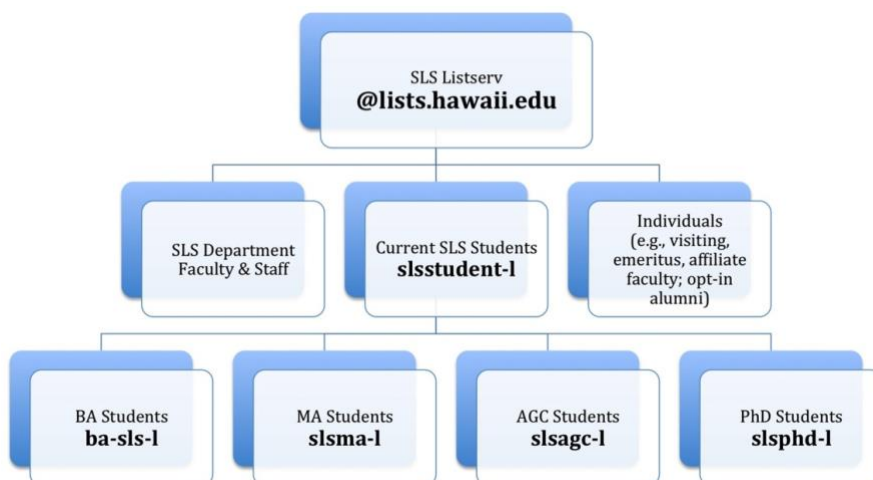 SLS Listserv
@lists.hawaii.edu
SLS Department
Faculty & Staff
Current SLS Students
slsstudent-l
Individuals
(e.g., visiting,
emeritus, affiliate
faculty; opt-in
alumni)
BA Students
ba-sls-l
MA Students
slsma-l
AGC Students
slsagc-l
PhD Students
slsphd-l